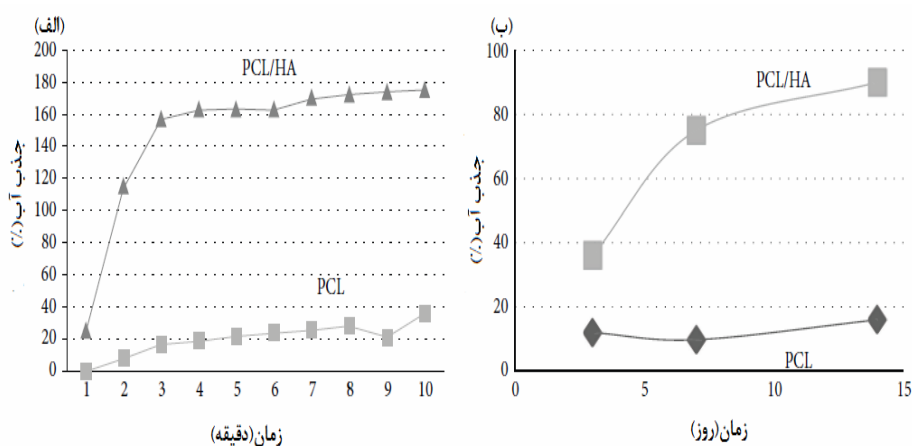 (الف)
200
180
160
140
120
100
80
60
40
20
0
جذب آب(٪)
PCL/HA
PCL
1 2 3 4 5 6 7 8 9 10
زمان(دقیقه)
(ب)
100
80
60
40
20
0
جذب آب(٪)
PCL/HA
PCL
0 5 10 15
زمان(روز)